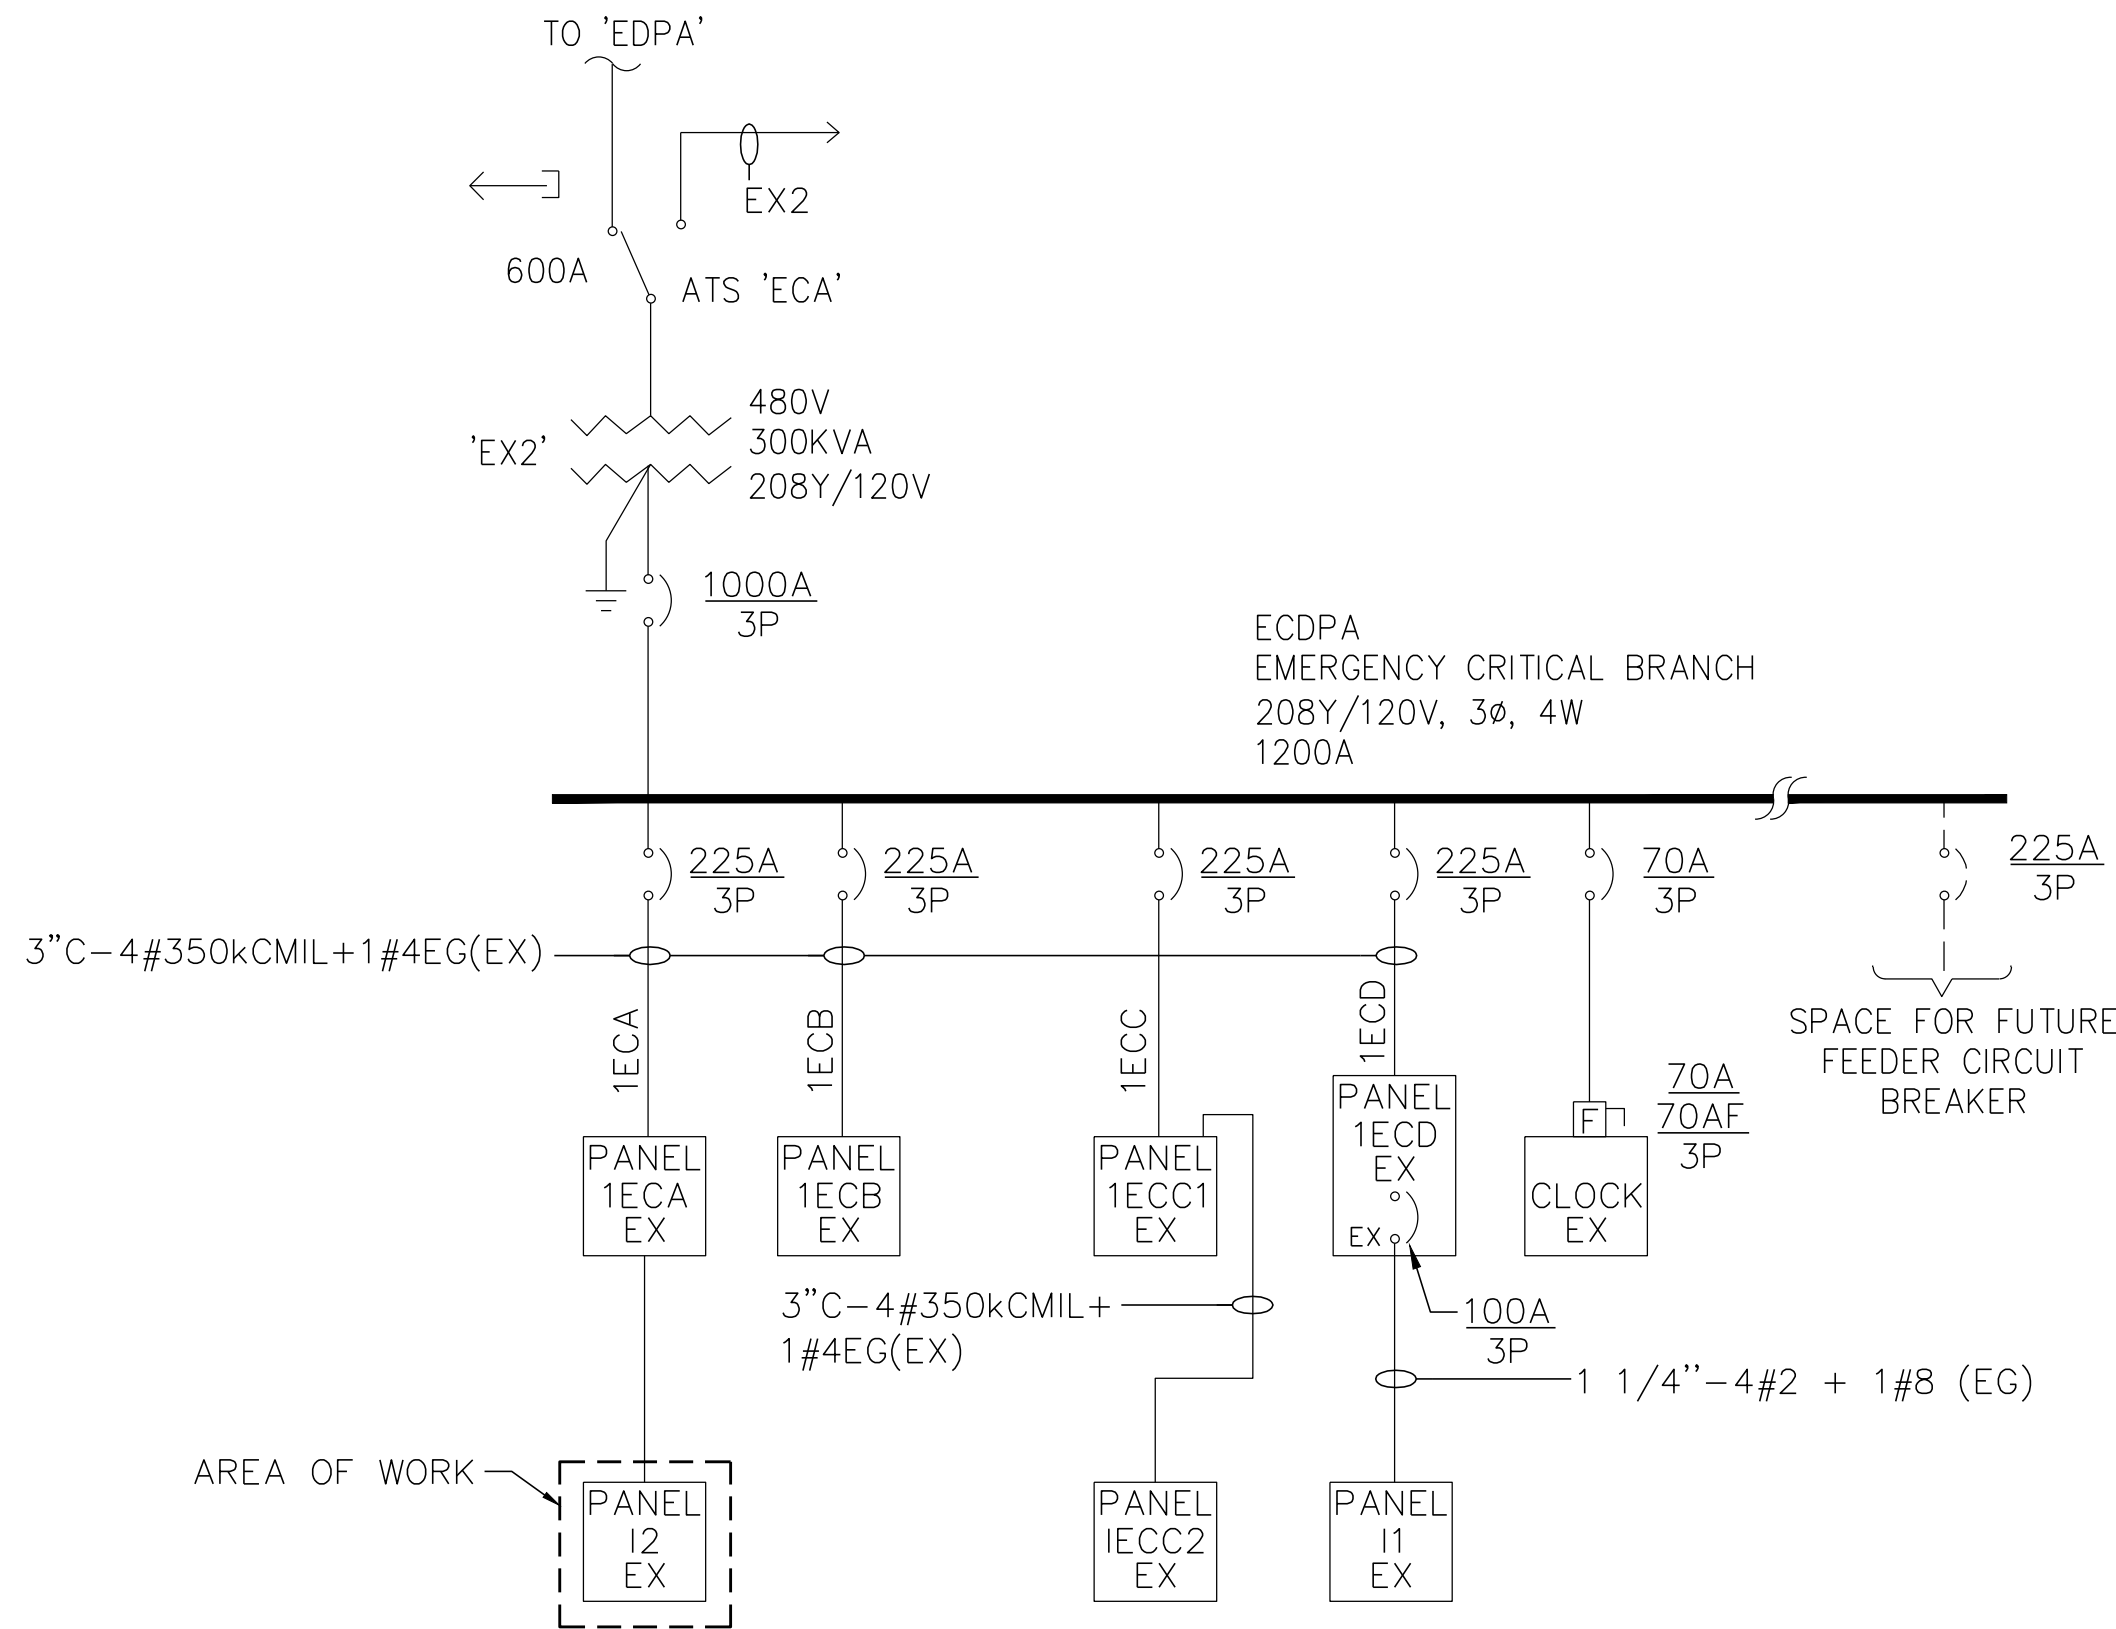 TO 'EDPA'
EX2
600A
ATS 'ECA'
480V
300KVA
208Y/120V
'EX2'
1000A
3P
ECDPA
EMERGENCY CRITICAL BRANCH
208Y/120V, 3ø, 4W
1200A
225A
3P
225A
3P
225A
3P
225A
3P
70A
3P
225A
3P
3"C-4#350kCMIL+1#4EG(EX)
1ECA
1ECB
1ECC
1ECD
SPACE FOR FUTURE
FEEDER CIRCUIT
BREAKER
PANEL
1ECA
EX
PANEL
1ECB
EX
PANEL
1ECC1
EX
PANEL
1ECD
EX
EX
F
70A
70AF
3P
CLOCK
EX
3"C-4#350kCMIL+
1#4EG(EX)
100A
3P
1 1/4"-4#2 + 1#8 (EG)
AREA OF WORK
PANEL
I2
EX
PANEL
IECC2
EX
PANEL
I1
EX